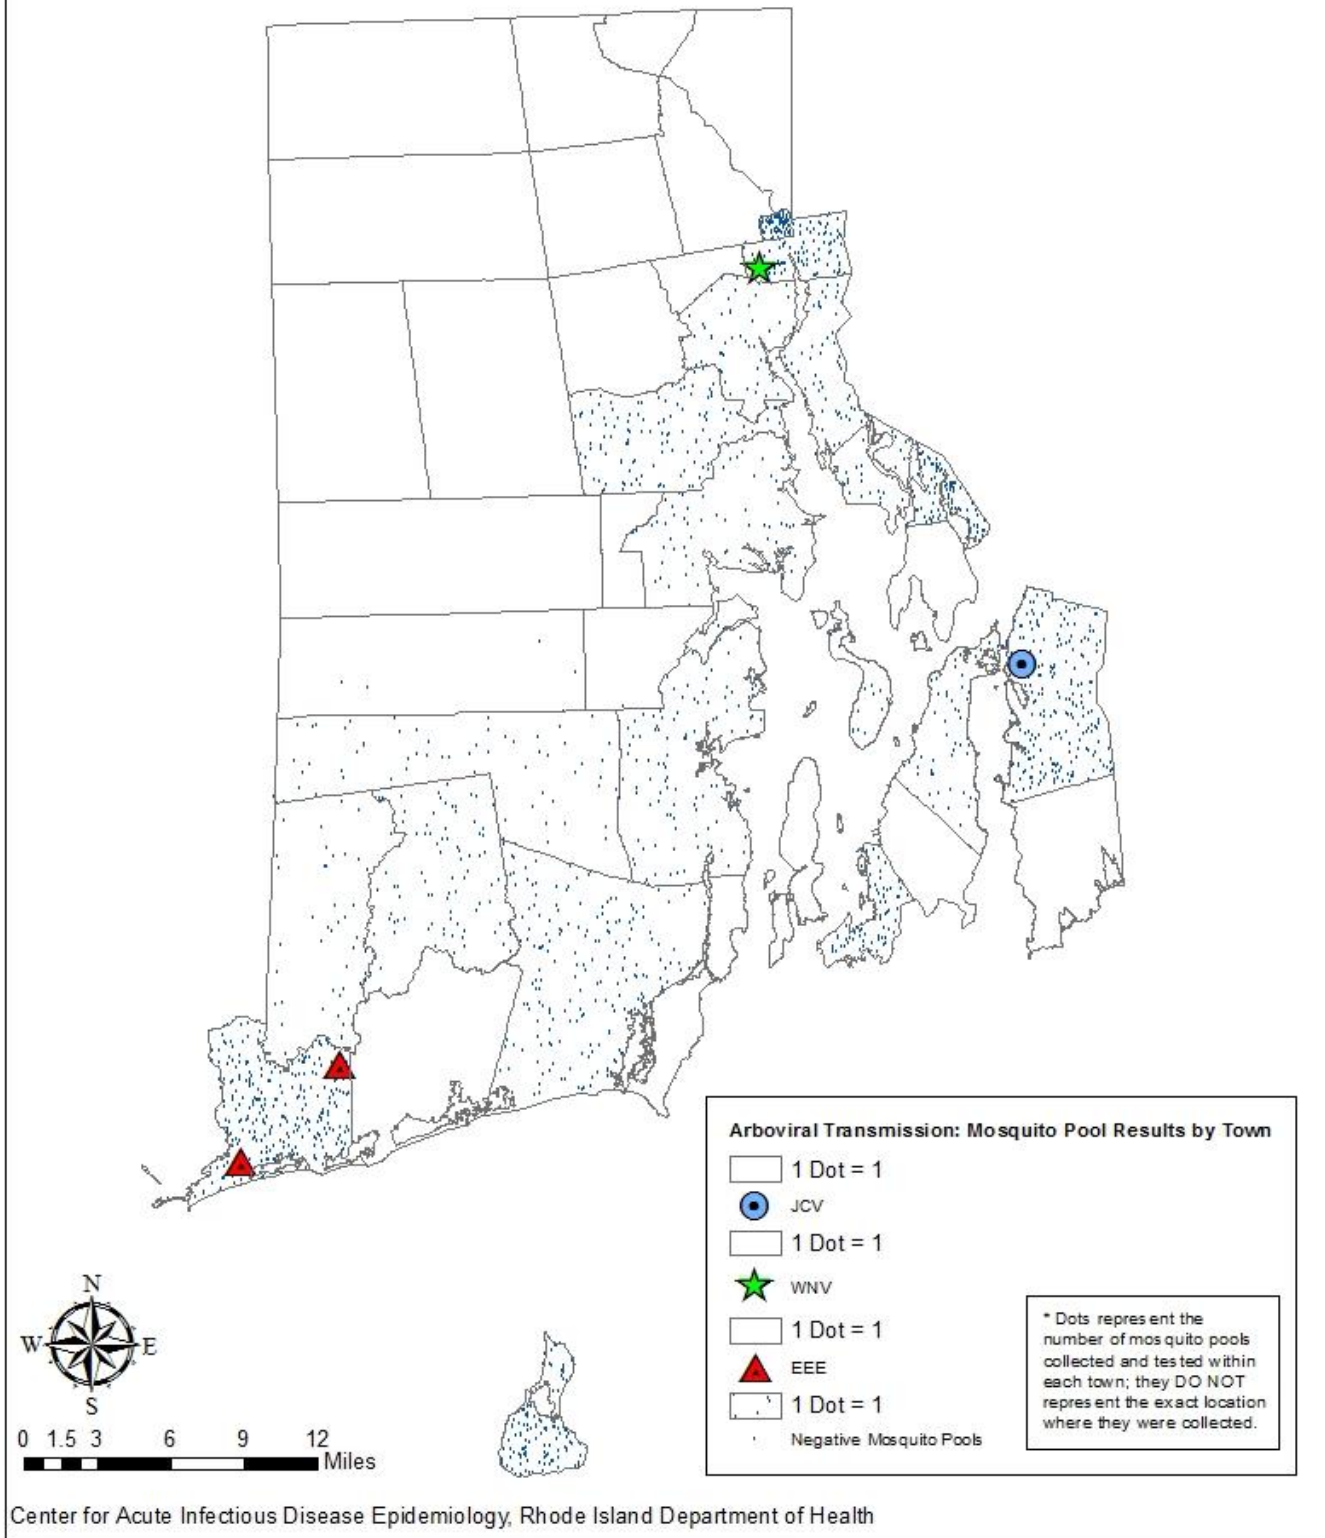 N
W E
S
0 1.5 3 6 9 12
Miles
Arboviral Transmission: Mosquito Pool Results by Town
1 Dot = 1
JCV
1 Dot = 1
WNV
1 Dot = 1
EEE
1 Dot = 1
Negative Mosquito Pools
* Dots represent the
number of mosquito pools
collected and tested within
each town; they DO NOT
represent the exact location
where they were collected.
Center for Acute Infectious Disease Epidemiology, Rhode Island Department of Health